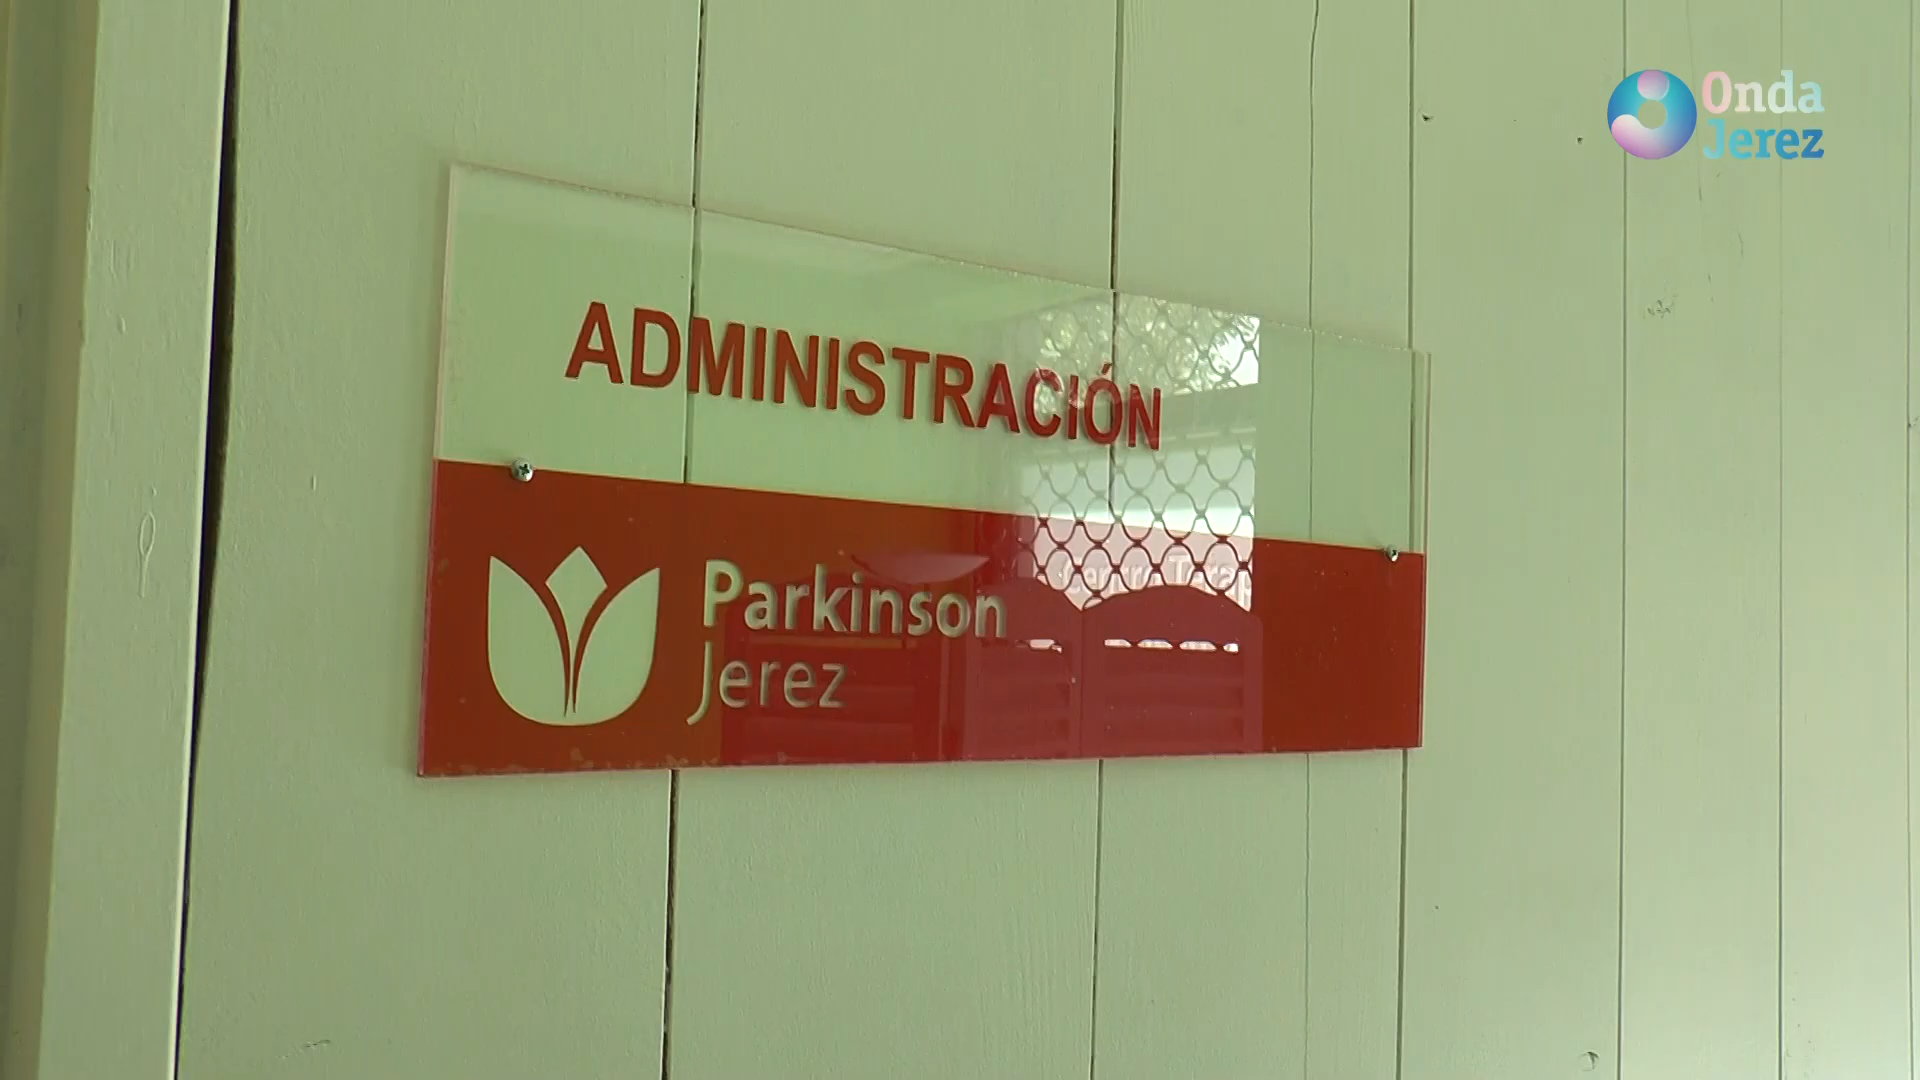 Onda
Jerez
ADMINISTRACIÓN
Parkinson
Jerez